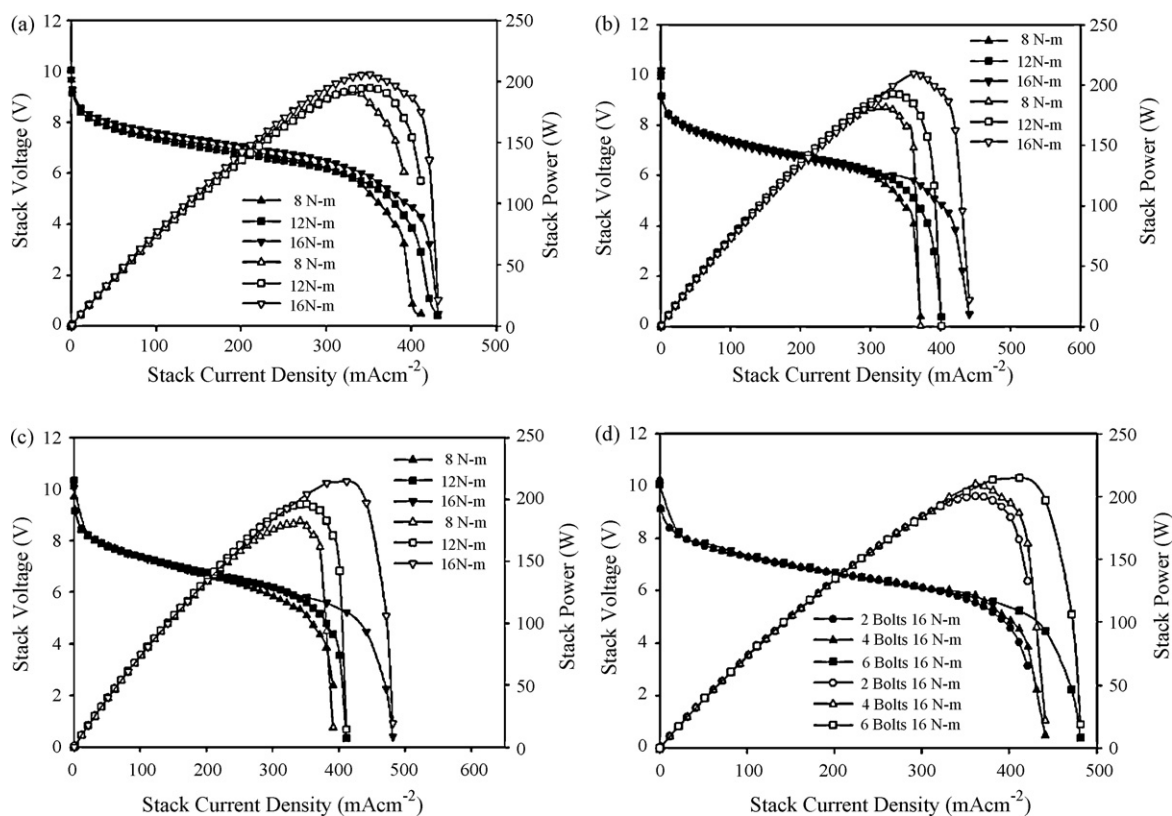 (a)
12
10
8
6
4
2
0
Stack Voltage (V)
250
200
150
100
50
0
Stack Power (W)
8 N-m
12N-m
16N-m
8 N-m
12N-m
16N-m
0 100 200 300 400 500
Stack Current Density (mAcm-2)
(b)
12
10
8
6
4
2
0
Stack Voltage (V)
250
200
150
100
50
0
Stack Power (W)
8 N-m
12N-m
16N-m
8 N-m
12N-m
16N-m
0 100 200 300 400 500 600
Stack Current Density (mAcm-2)
(c)
12
10
8
6
4
2
0
Stack Voltage (V)
250
200
150
100
50
0
Stack Power (W)
8 N-m
12N-m
16N-m
8 N-m
12N-m
16N-m
0 100 200 300 400 500 600
Stack Current Density (mAcm-2)
(d)
12
10
8
6
4
2
0
Stack Voltage (V)
250
200
150
100
50
0
Stack Power (W)
2 Bolts 16 N-m
4 Bolts 16 N-m
6 Bolts 16 N-m
2 Bolts 16 N-m
4 Bolts 16 N-m
6 Bolts 16 N-m
0 100 200 300 400 500
Stack Current Density (mAcm-2)